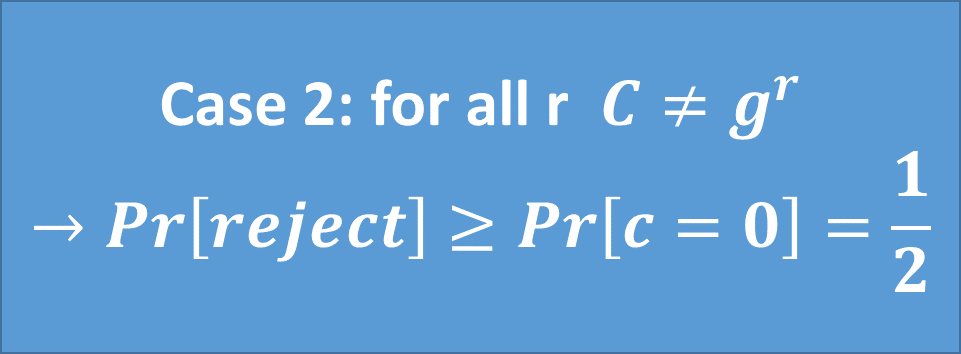 Case 2: for all r C ≠ g^r
→ Pr[reject] ≥ Pr[c = 0] = 1/2